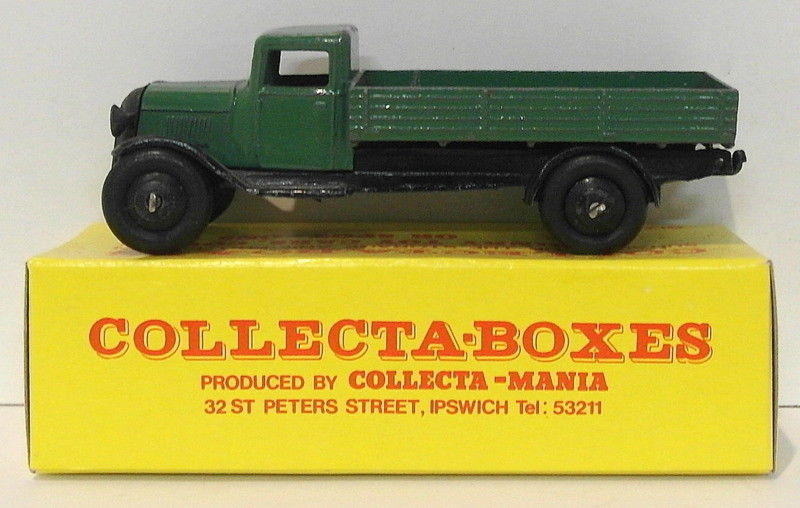 COLLECTA-BOXES
PRODUCED BY COLLECTA-MANIA
32 ST PETERS STREET, IPSWICH Tel: 53211